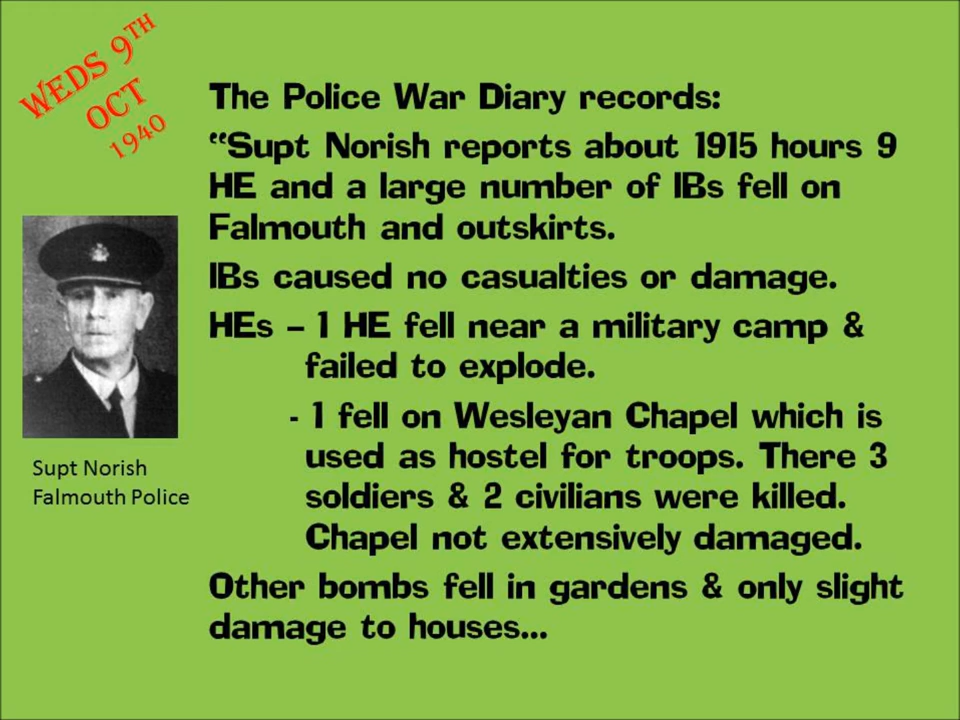 WEDS 9TH
OCT
1940
The Police War Diary records:
“Supt Norish reports about 1915 hours 9
HE and a large number of IBs fell on
Falmouth and outskirts.
IBs caused no casualties or damage.
HEs – 1 HE fell near a military camp &
failed to explode.
- 1 fell on Wesleyan Chapel which is
used as hostel for troops. There 3
soldiers & 2 civilians were killed.
Chapel not extensively damaged.
Other bombs fell in gardens & only slight
damage to houses...
Supt Norish
Falmouth Police